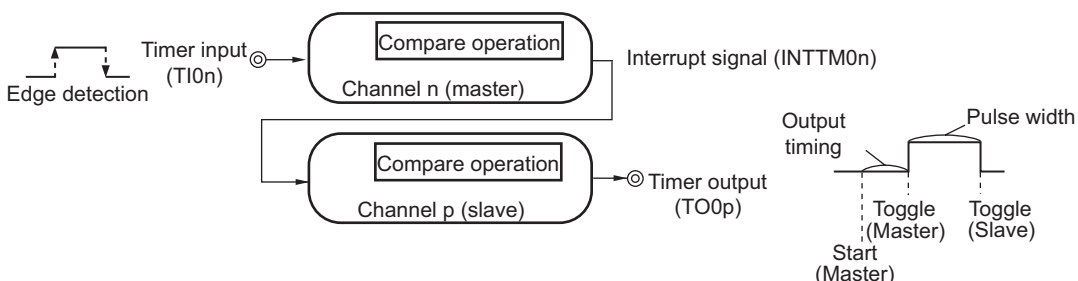 Edge detection
Timer input
(TI0n)
Compare operation
Channel n (master)
Interrupt signal (INTTM0n)
Compare operation
Channel p (slave)
Timer output
(TO0p)
Output
timing
Pulse width
Toggle
(Master)
Toggle
(Slave)
Start
(Master)